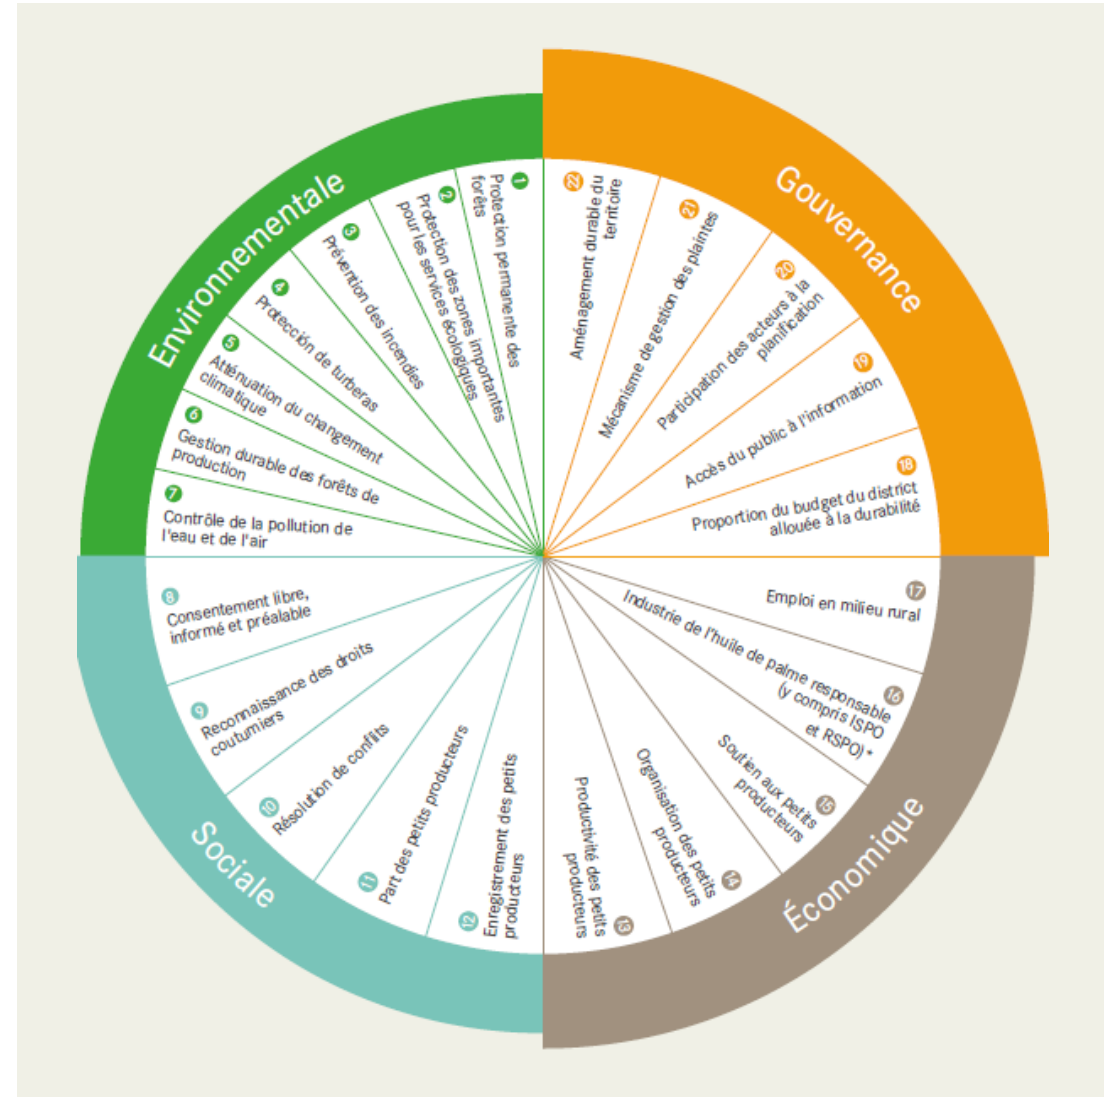 Environnementale
1
Protection permanente des
forêts
2
Protection des zones importantes
pour les services écologiques
3
Prévention des incendies
4
Protección de turberas
5
Atténuation du changement
climatique
6
Gestion durable des forêts de
production
7
Contrôle de la pollution de
l'eau et de l'air
Sociale
8
Consentement libre,
informé et préalable
9
Reconnaissance des droits
coutumiers
10
Résolution de conflits
11
Part des petits producteurs
12
Enregistrement des petits
producteurs
Économique
13
Productivité des petits
producteurs
14
Organisation des petits
producteurs
15
Soutien aux petits
producteurs
16
Industrie de l'huile de palme responsable
(y compris ISPO
et RSPO) *
17
Emploi en milieu rural
Gouvernance
18
Proportion du budget du district
allouée à la durabilité
19
Accès du public à l'information
20
Participation des acteurs à la
planification
21
Mécanisme de gestion des plaintes
22
Aménagement durable du
territoire